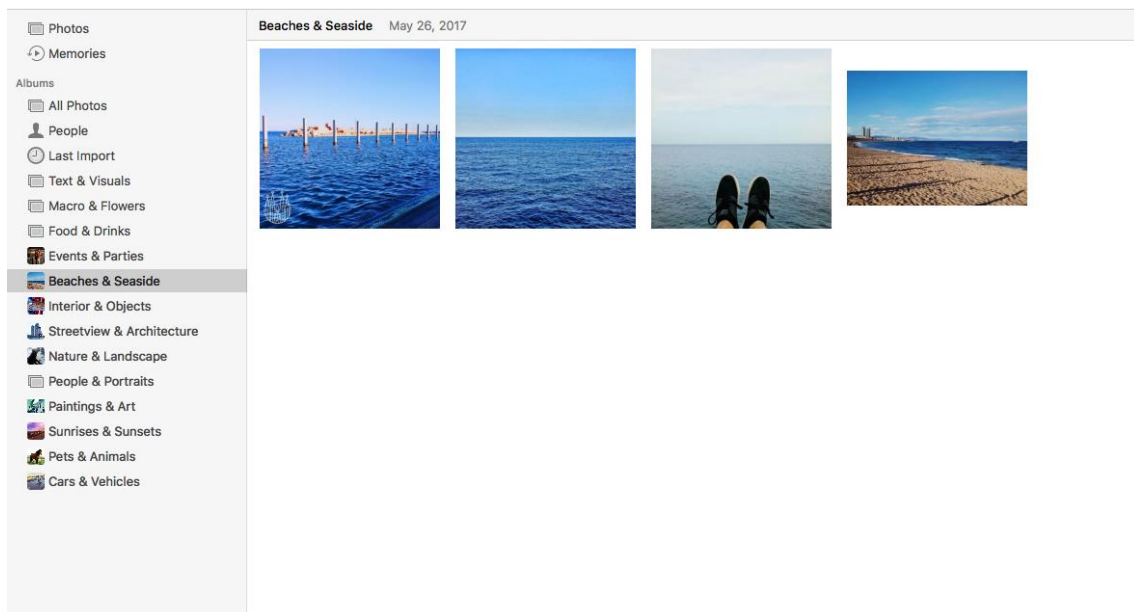 Photos
Memories
Albums
All Photos
People
Last Import
Text & Visuals
Macro & Flowers
Food & Drinks
Events & Parties
Beaches & Seaside
Interior & Objects
Streetview & Architecture
Nature & Landscape
People & Portraits
Paintings & Art
Sunrises & Sunsets
Pets & Animals
Cars & Vehicles
Beaches & Seaside May 26, 2017